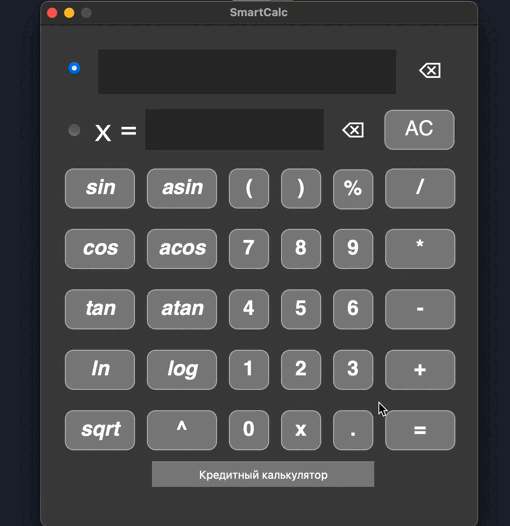 SmartCalc
x =
AC
sin asin ( ) % /
cos acos 7 8 9 *
tan atan 4 5 6 -
ln log 1 2 3 +
sqrt ^ 0 x . =
Кредитный калькулятор